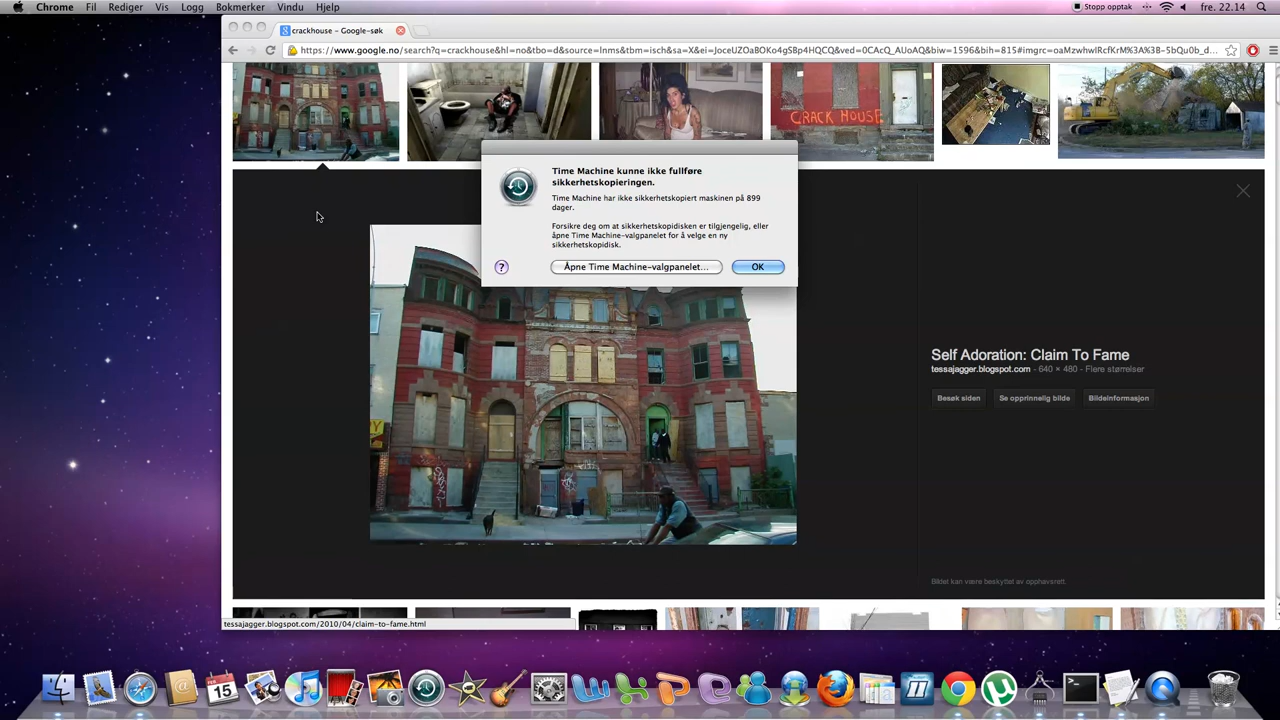 Chrome Fil Rediger Vis Logg Bokmerker Vindu Hjelp Stopp opptak fre. 22.14
crackhouse – Google-søk
CRACK HOUSE
Time Machine kunne ikke fullføre
sikkerhetskopieringen.
Time Machine har ikke sikkerhetskopiert maskinen på 899
dager.
Forsikre deg om at sikkerhetskopidisken er tilgjengelig, eller
åpne Time Machine-valgpanelet for å velge en ny
sikkerhetskopidisk.
? Åpne Time Machine-valgpanelet... OK
Self Adoration: Claim To Fame
tessajagger.blogspot.com - 640 × 480 - Flere størrelser
Besøk siden Se opprinnelig bilde Bildeinformasjon
Bildet kan være beskyttet av opphavsrett.
tessajagger.blogspot.com/2010/04/claim-to-fame.html
FEB
15